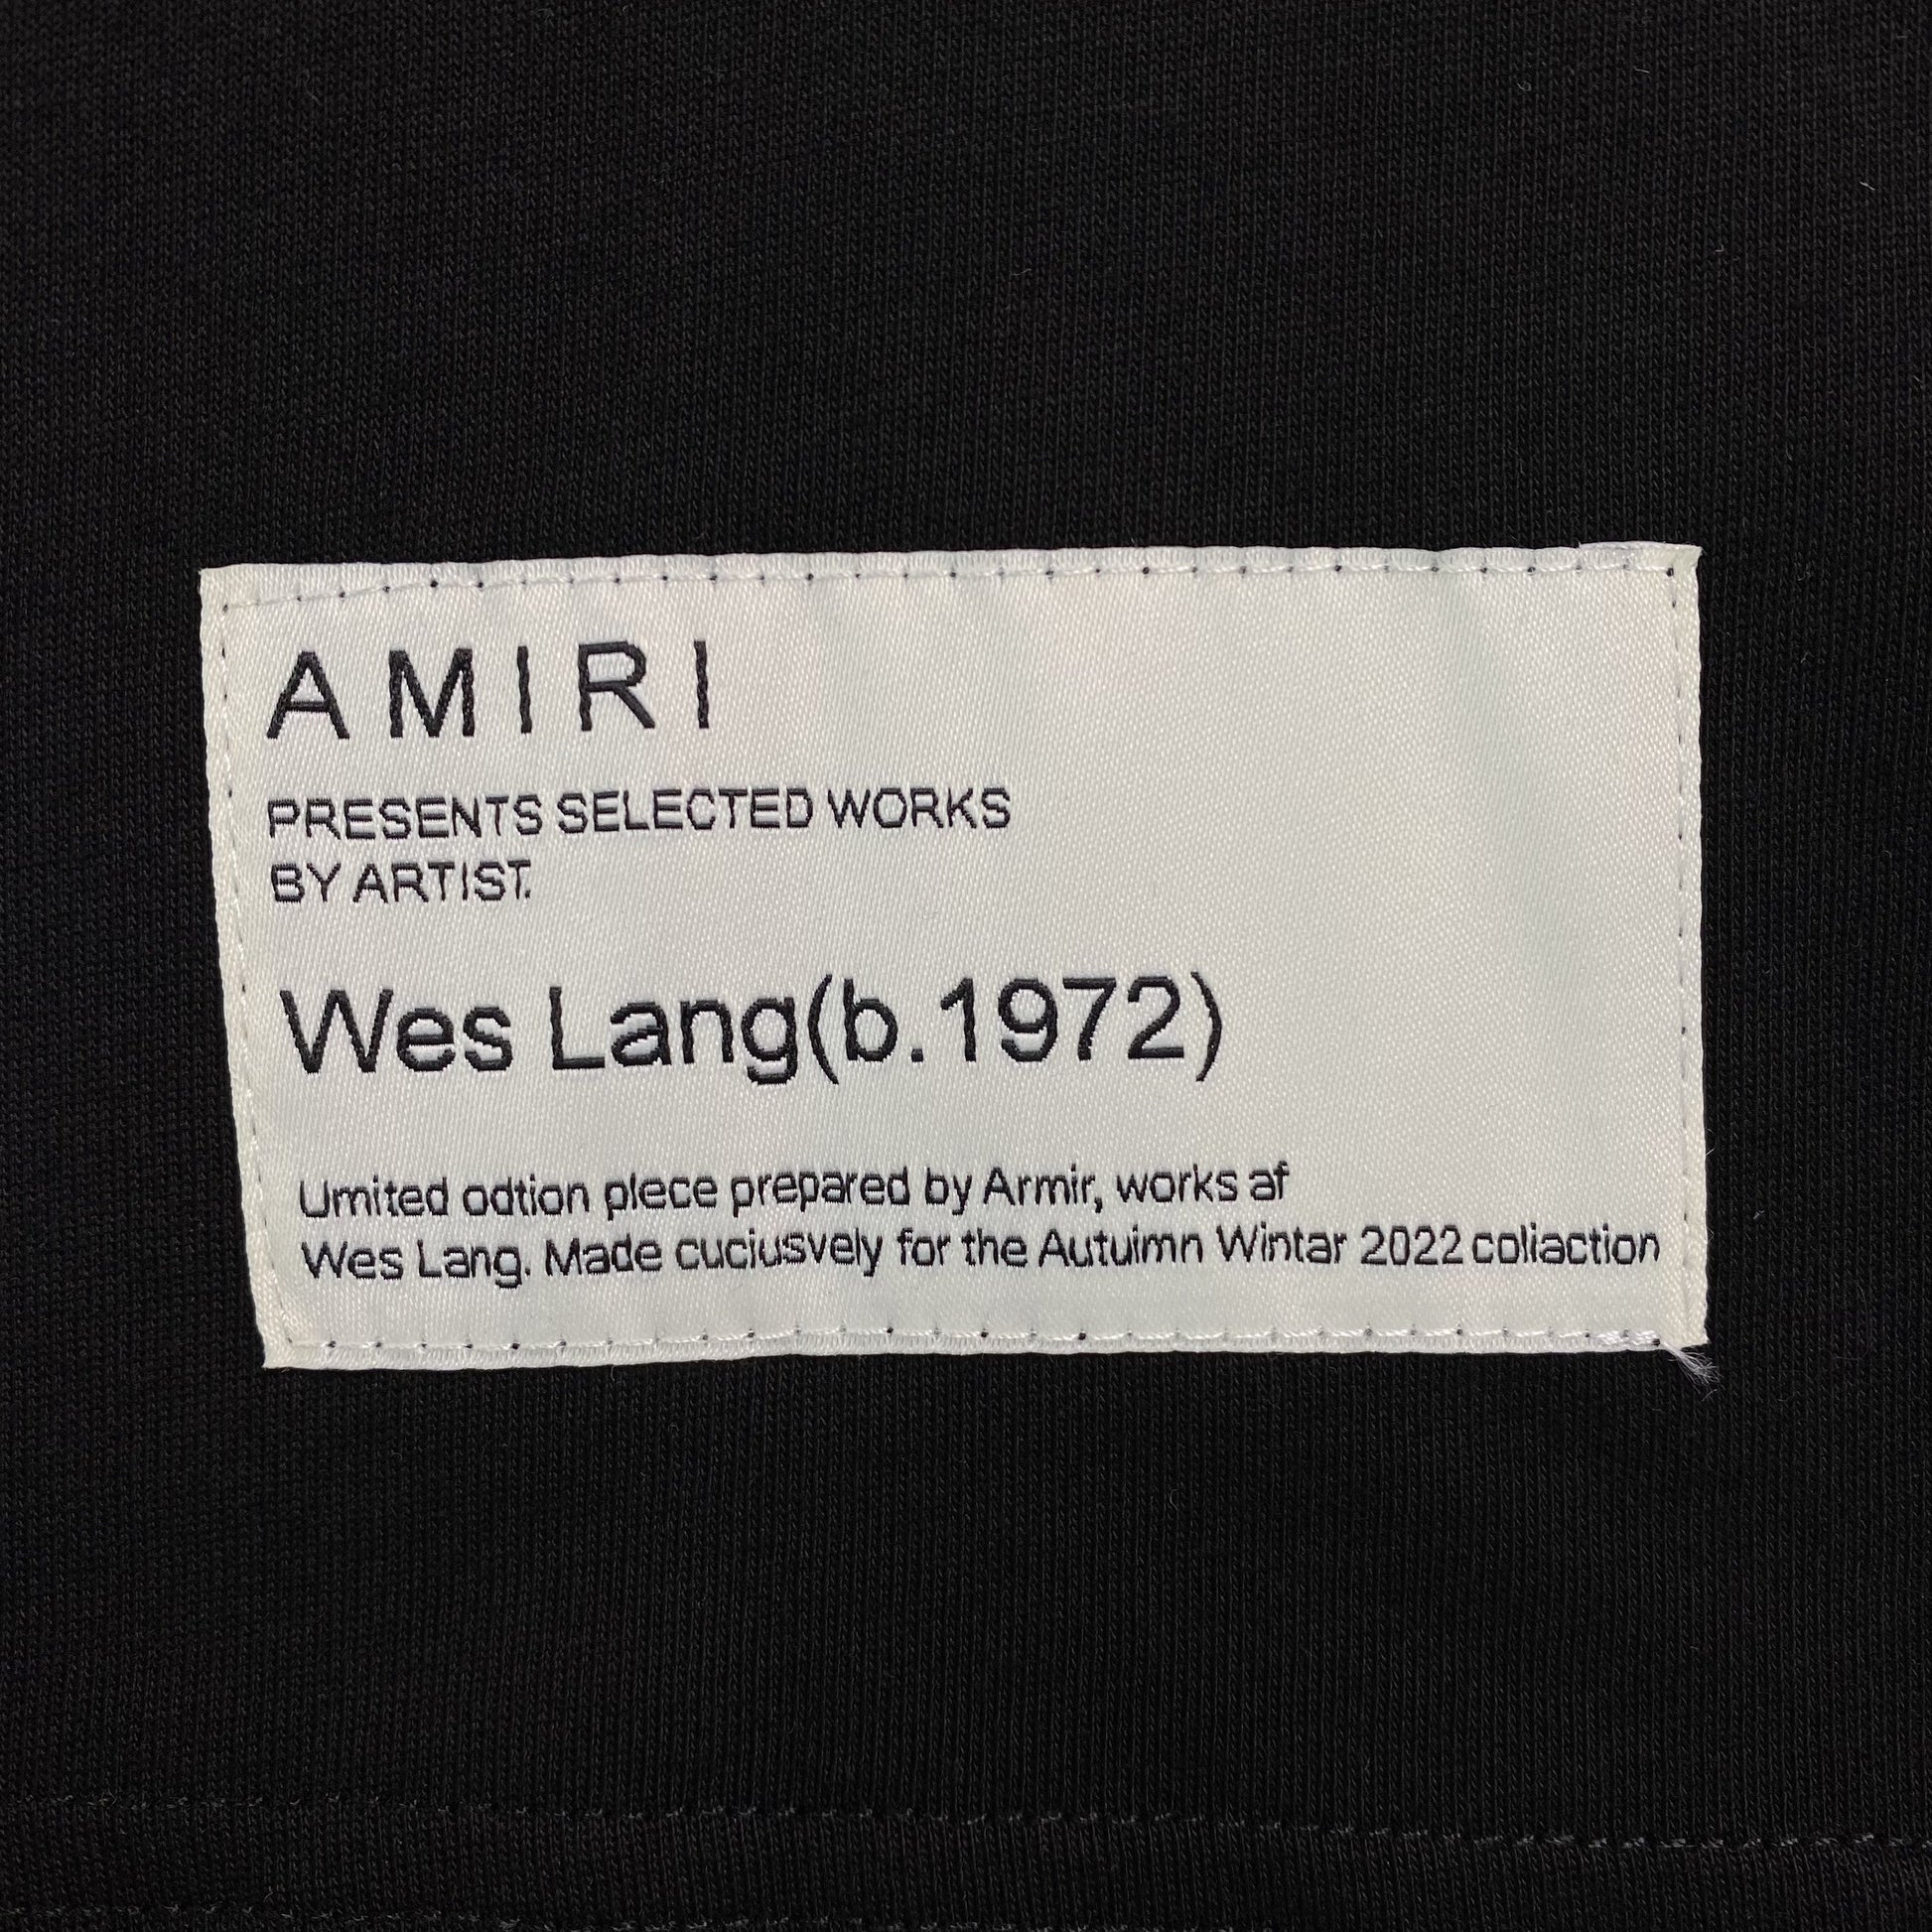 AMIRI
PRESENTS SELECTED WORKS
BY ARTIST.
Wes Lang(b.1972)
Umited odtion plece prepared by Armir, works af
Wes Lang. Made cuciusvely for the Autuimn Wintar 2022 coliaction